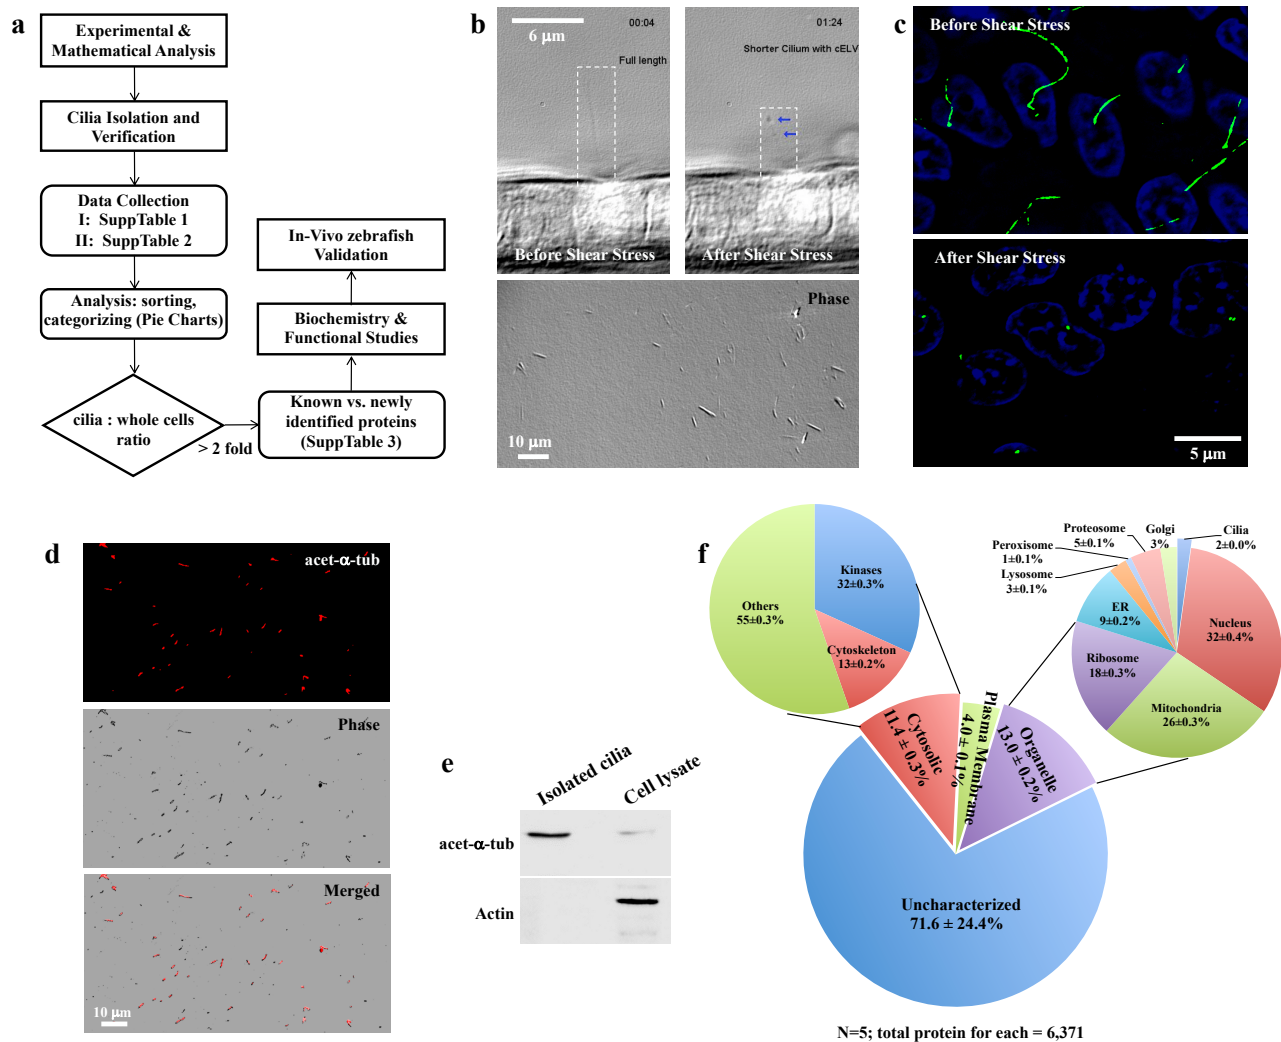 a
Experimental &
Mathematical Analysis
Cilia Isolation and
Verification
Data Collection
I: SuppTable 1
II: SuppTable 2
Analysis: sorting,
categorizing (Pie Charts)
cilia : whole cells
ratio
> 2 fold
In-Vivo zebrafish
Validation
Biochemistry &
Functional Studies
Known vs. newly
identified proteins
(SuppTable 3)
b
6 µm
00:04
Full length
Before Shear Stress
01:24
Shorter Cilium with cELV
After Shear Stress
Phase
10 µm
c
Before Shear Stress
After Shear Stress
5 µm
d
acet-α-tub
Phase
Merged
10 µm
e
Isolated cilia
Cell lysate
acet-α-tub
Actin
f
Kinases
32±0.3%
Others
55±0.3%
Cytoskeleton
13±0.2%
Proteosome
5±0.1%
Golgi
3%
Cilia
2±0.0%
Peroxisome
1±0.1%
Lysosome
3±0.1%
ER
9±0.2%
Nucleus
32±0.4%
Ribosome
18±0.3%
Mitochondria
26±0.3%
Cytosolic
11.4 ± 0.3%
Plasma Membrane
4.0 ± 0.1%
Organelle
13.0 ± 0.2%
Uncharacterized
71.6 ± 24.4%
N=5; total protein for each = 6,371